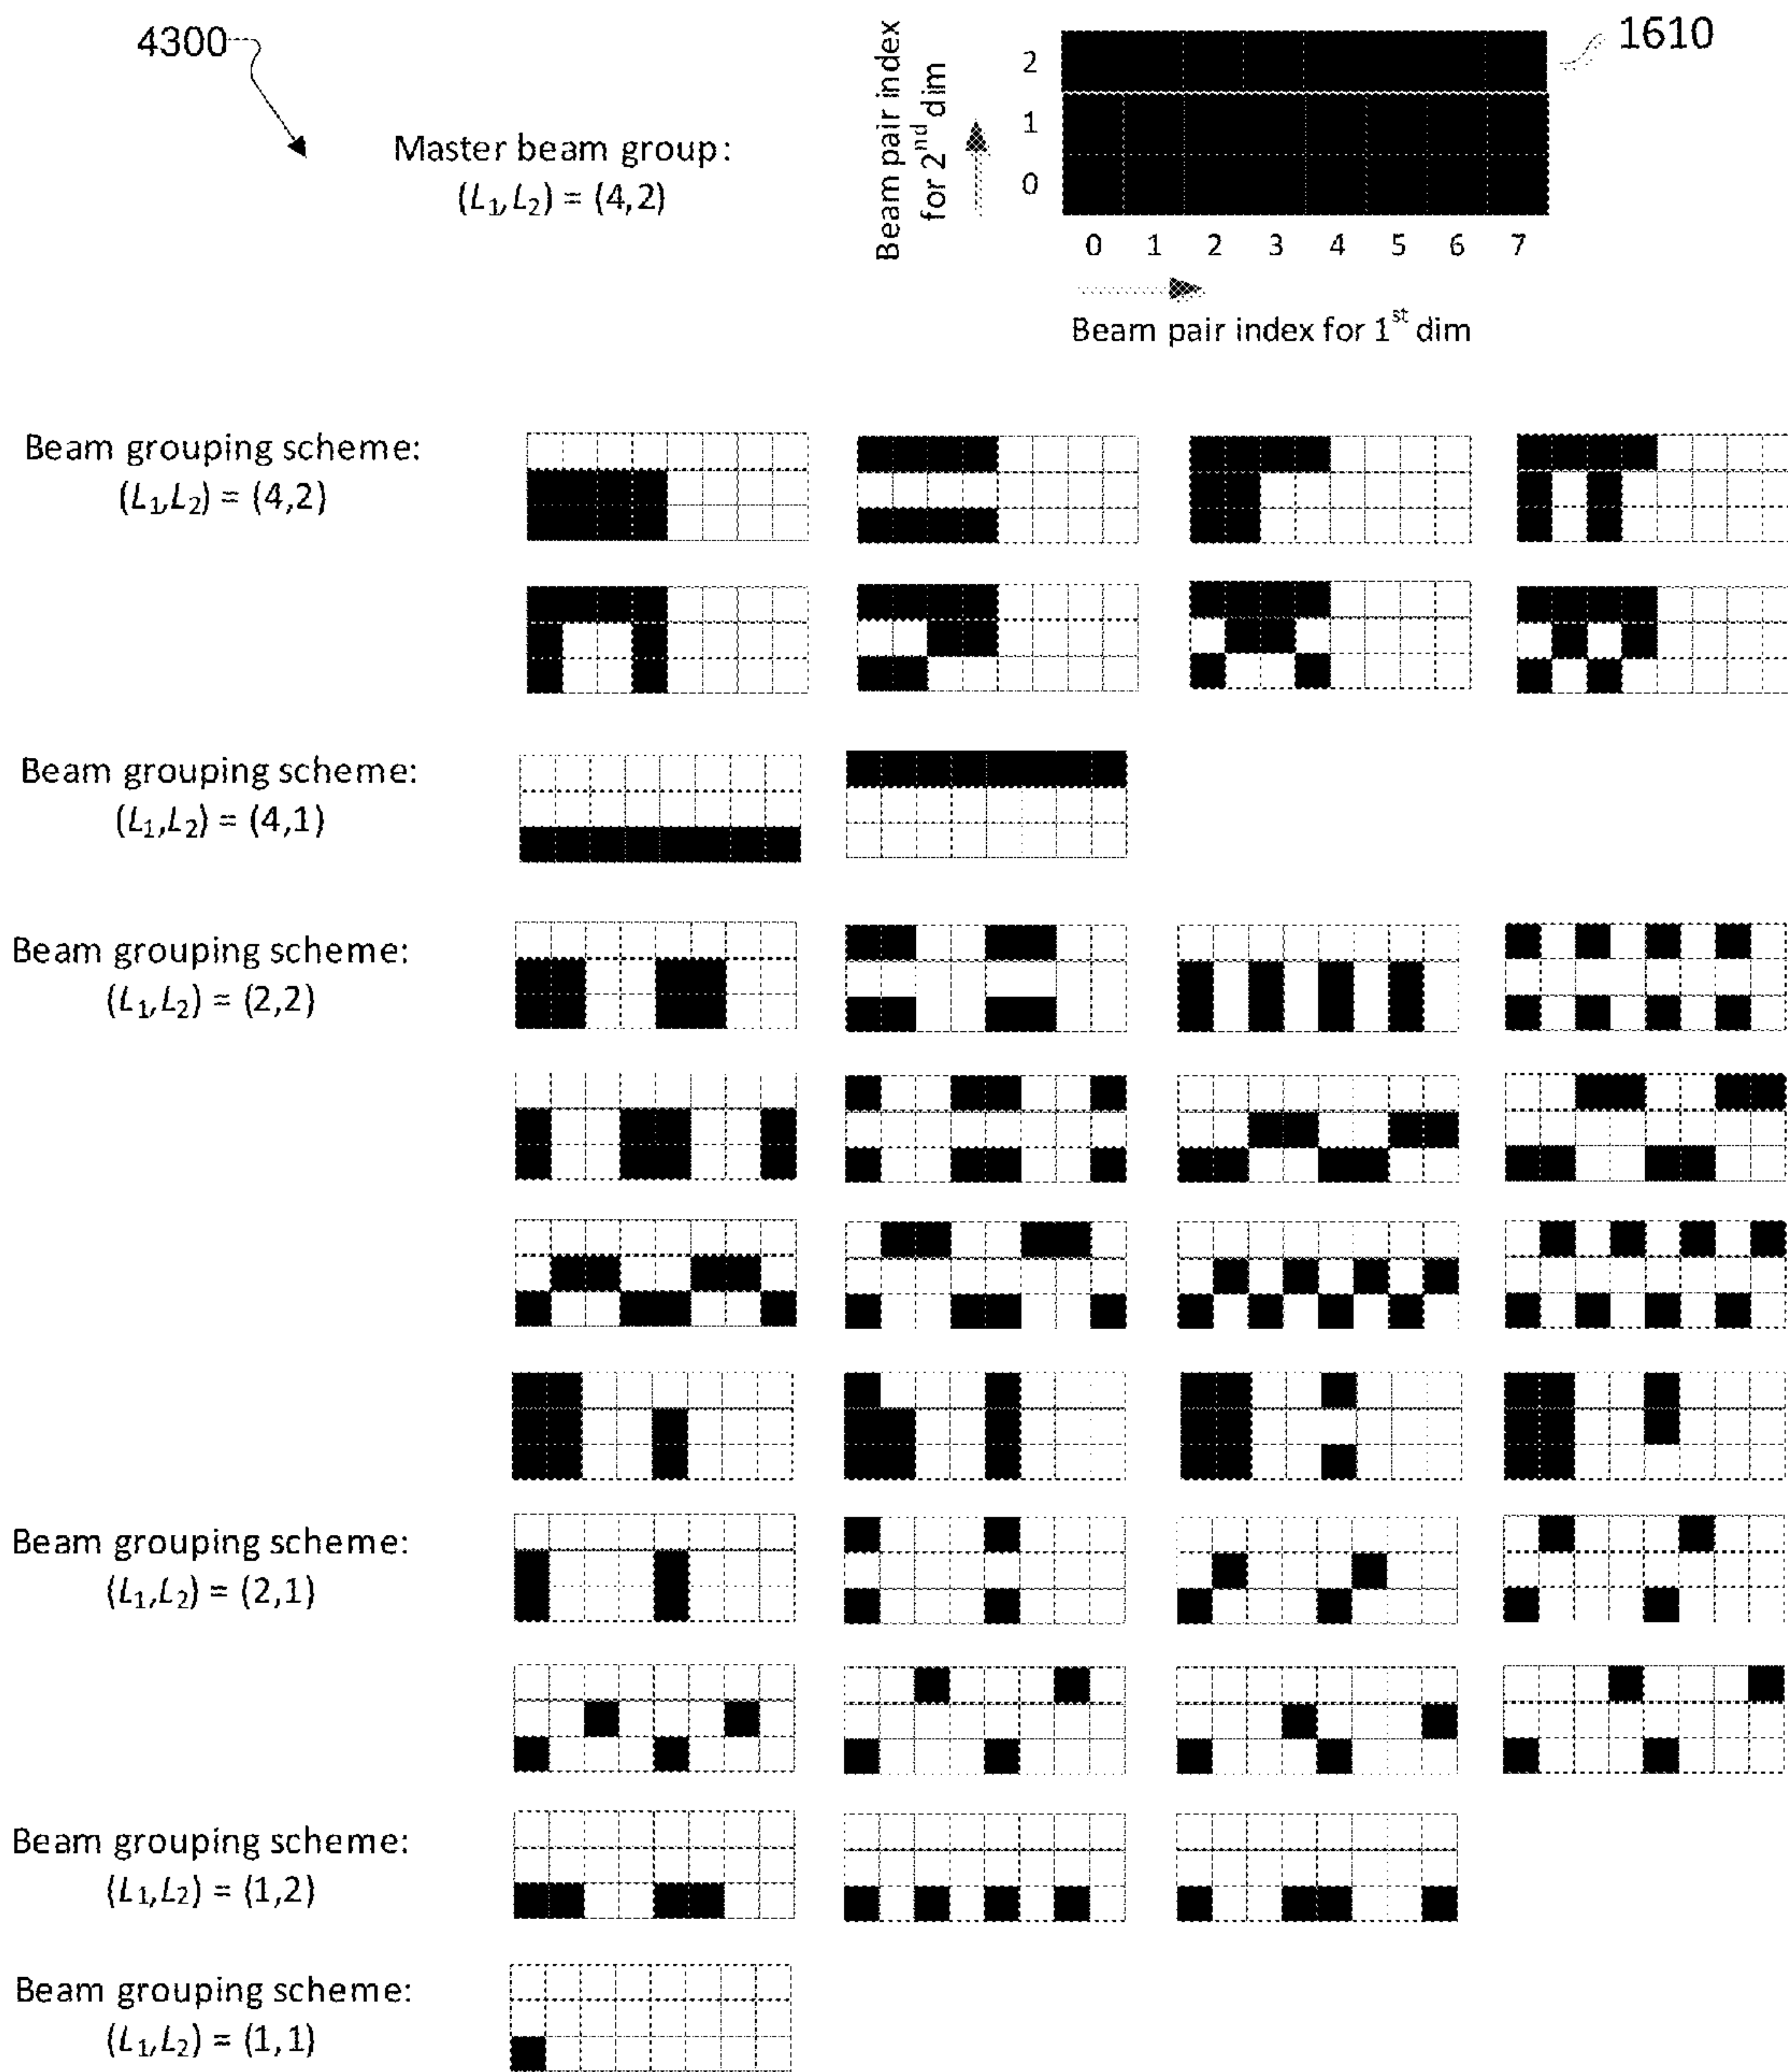 4300
1610
Master beam group:
(L₁,L₂) = (4,2)
Beam pair index
for 2nd dim
2
1
0
0 1 2 3 4 5 6 7
Beam pair index for 1st dim
Beam grouping scheme:
(L₁,L₂) = (4,2)
Beam grouping scheme:
(L₁,L₂) = (4,1)
Beam grouping scheme:
(L₁,L₂) = (2,2)
Beam grouping scheme:
(L₁,L₂) = (2,1)
Beam grouping scheme:
(L₁,L₂) = (1,2)
Beam grouping scheme:
(L₁,L₂) = (1,1)